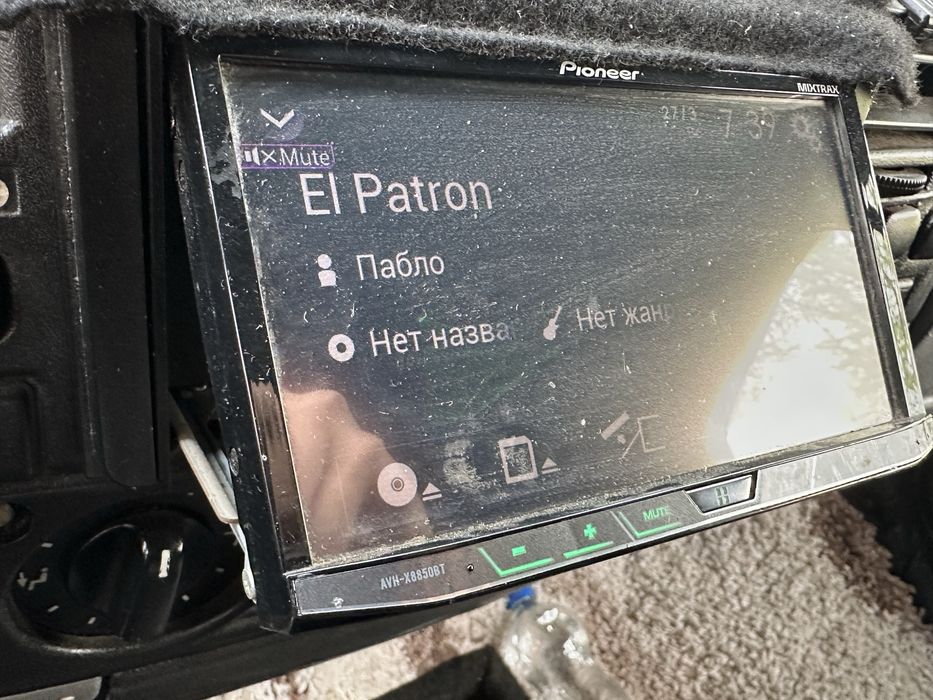 Pioneer
MIXTRAX
Mute
El Patron
Пабло
Нет назва
Нет жанр
MUTE
AVH-X8850BT